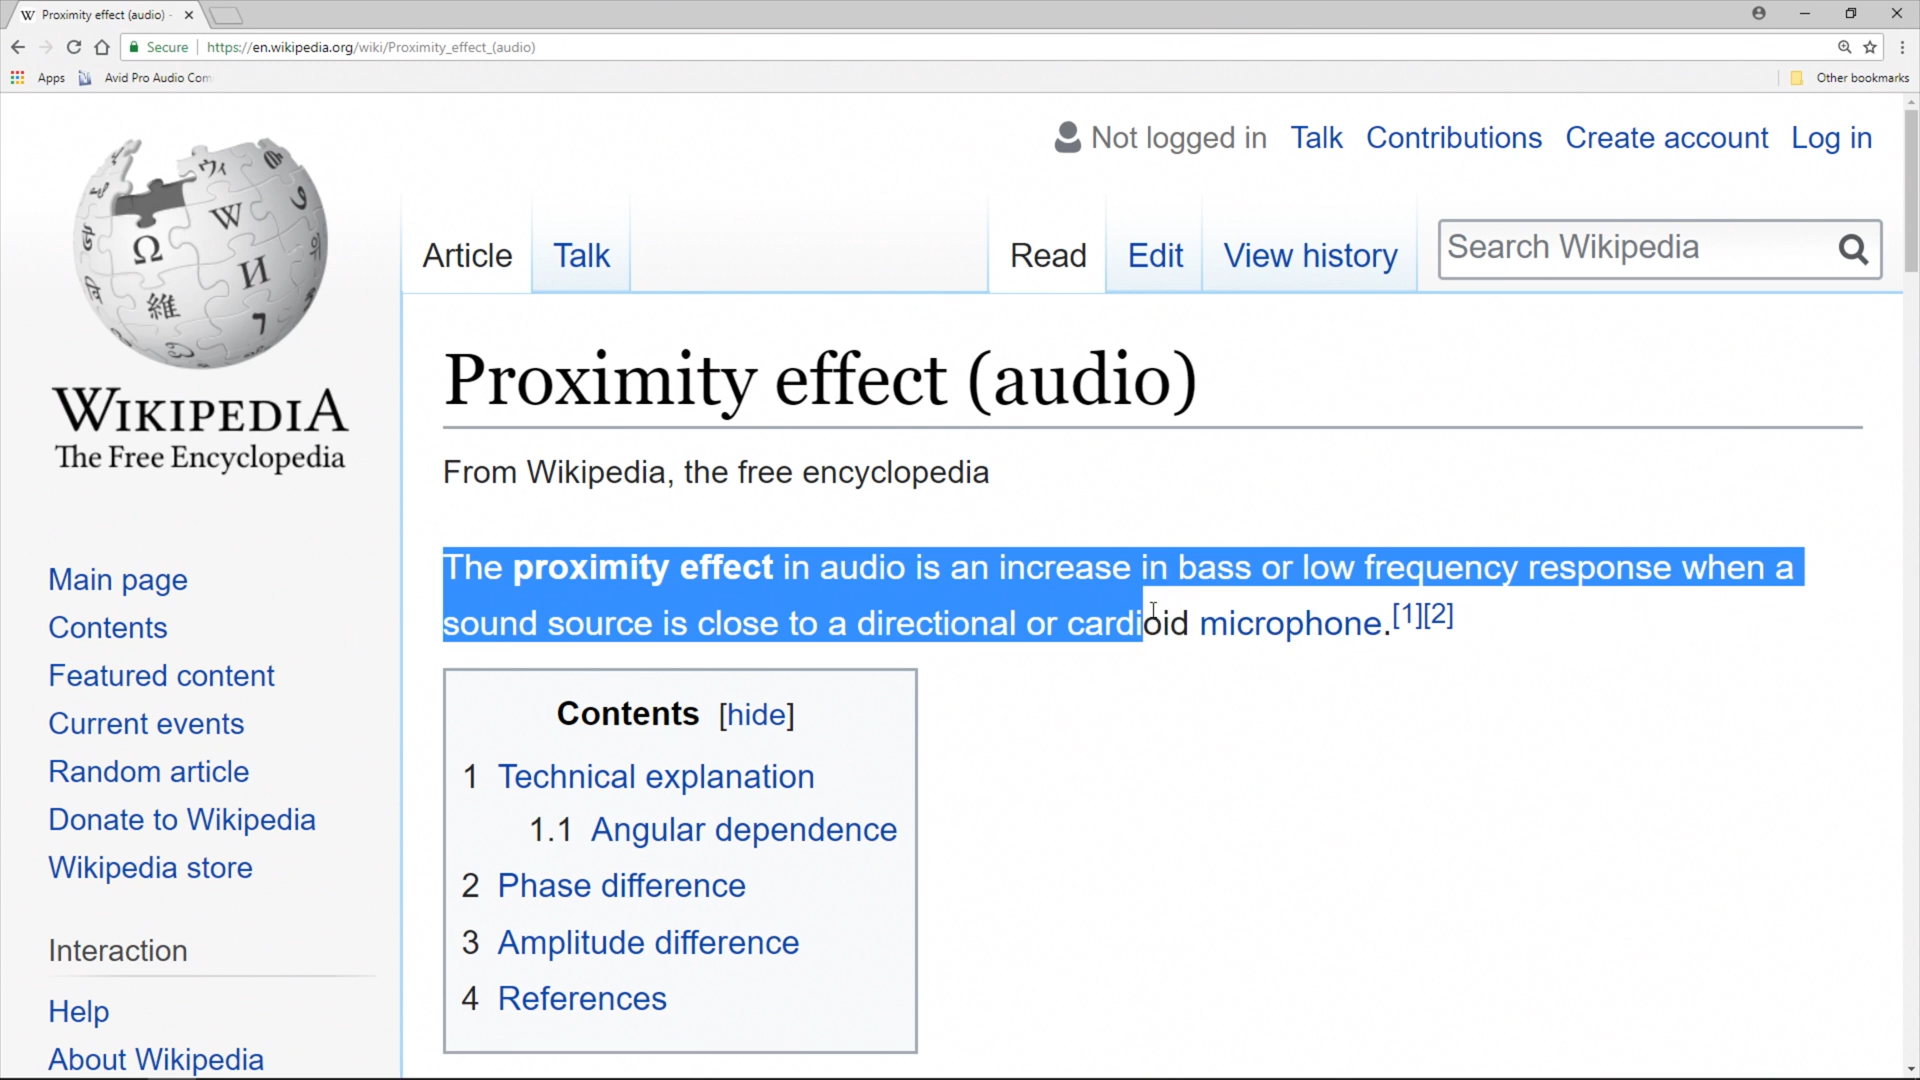 Proximity effect (audio) -
Secure
https://en.wikipedia.org/wiki/Proximity_effect_(audio)
Apps
Avid Pro Audio Com
Other bookmarks
Not logged in Talk Contributions Create account Log in
Article Talk Read Edit View history Search Wikipedia
WIKIPEDIA
The Free Encyclopedia
Main page
Contents
Featured content
Current events
Random article
Donate to Wikipedia
Wikipedia store
Interaction
Help
About Wikipedia
Proximity effect (audio)
From Wikipedia, the free encyclopedia
The proximity effect in audio is an increase in bass or low frequency response when a
sound source is close to a directional or cardioid microphone.[1][2]
Contents [hide]
1 Technical explanation
1.1 Angular dependence
2 Phase difference
3 Amplitude difference
4 References